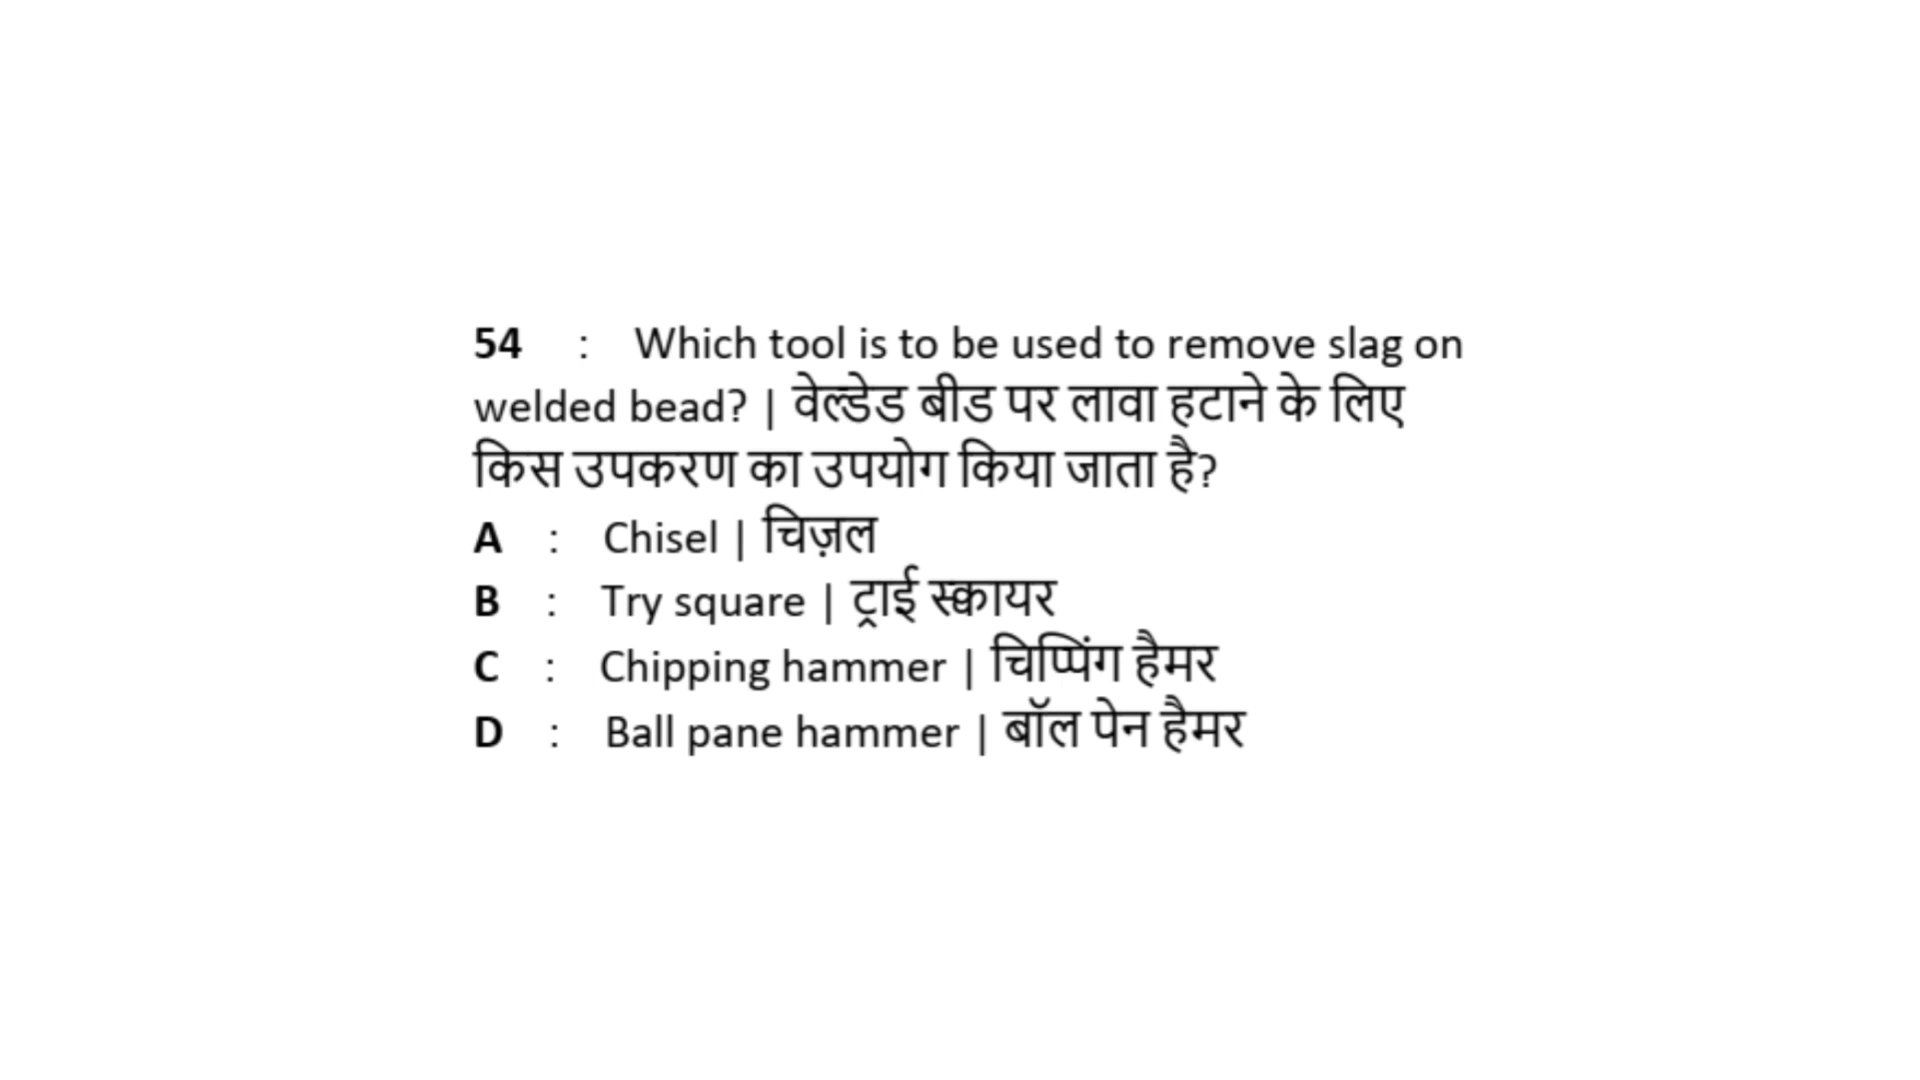 54 : Which tool is to be used to remove slag on
welded bead? | वेल्डेड बीड पर लावा हटाने के लिए
किस उपकरण का उपयोग किया जाता है?
A : Chisel | चिज़ल
B : Try square | ट्राई स्क्वायर
C : Chipping hammer | चिप्पिंग हैमर
D : Ball pane hammer | बॉल पेन हैमर